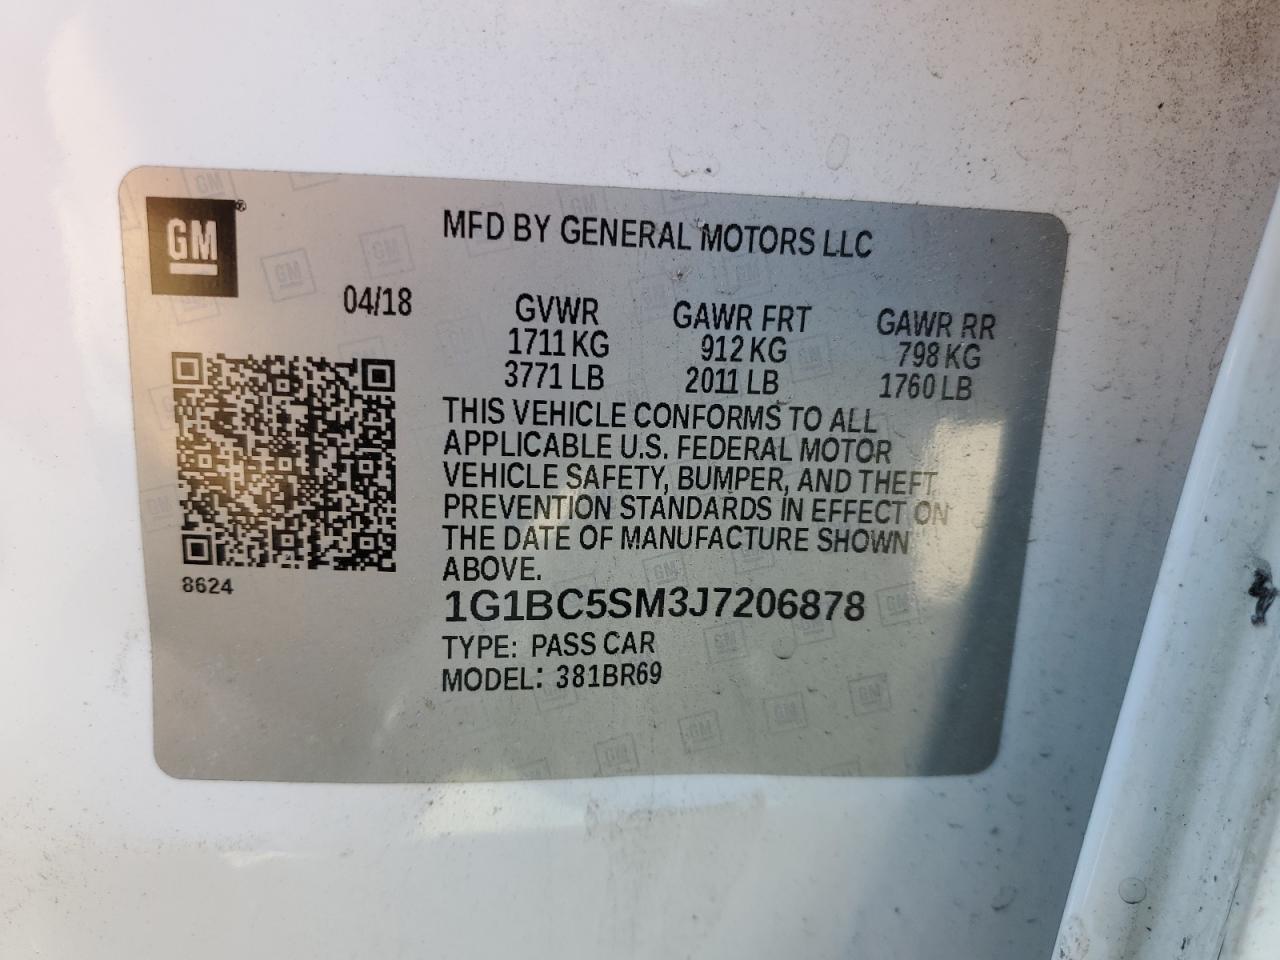 GM®
MFD BY GENERAL MOTORS LLC
04/18
GVWR GAWR FRT GAWR RR
1711 KG 912 KG 798 KG
3771 LB 2011 LB 1760 LB
THIS VEHICLE CONFORMS TO ALL
APPLICABLE U.S. FEDERAL MOTOR
VEHICLE SAFETY, BUMPER, AND THEFT
PREVENTION STANDARDS IN EFFECT ON
THE DATE OF MANUFACTURE SHOWN
ABOVE.
8624
1G1BC5SM3J7206878
TYPE: PASS CAR
MODEL: 381BR69